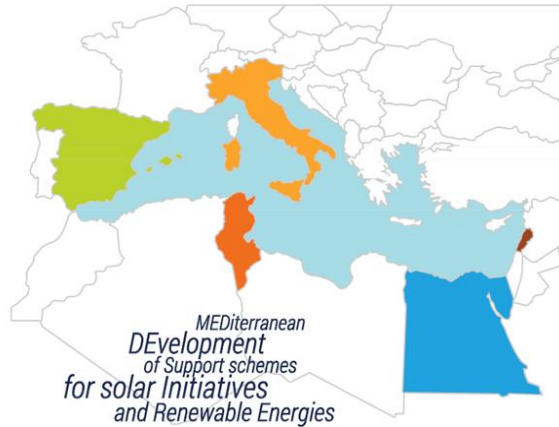 MEDiterranean
DEvelopment
of Support schemes
for solar Initiatives
and Renewable Energies